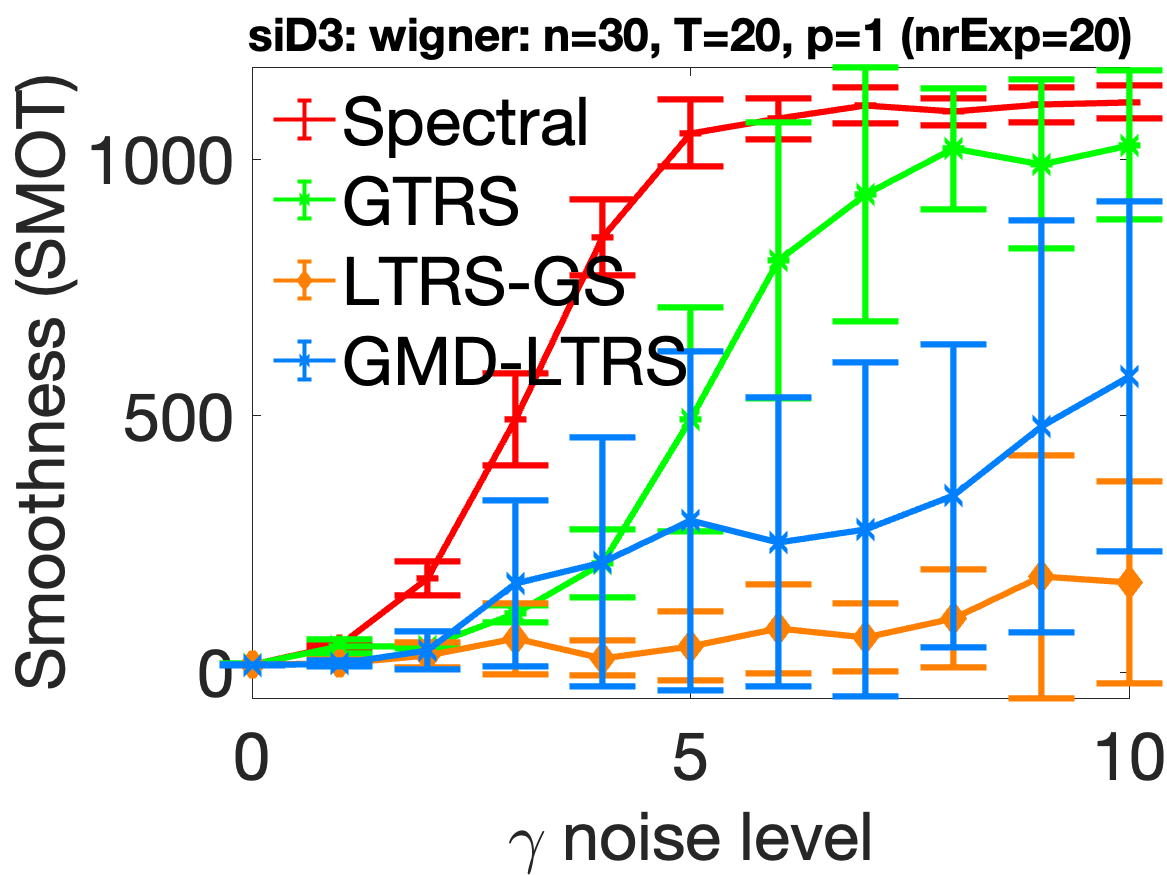 siD3: wigner: n=30, T=20, p=1 (nrExp=20)
Smoothness (SMOT)
1000
500
0
Spectral
GTRS
LTRS-GS
GMD-LTRS
0 5 10
γ noise level